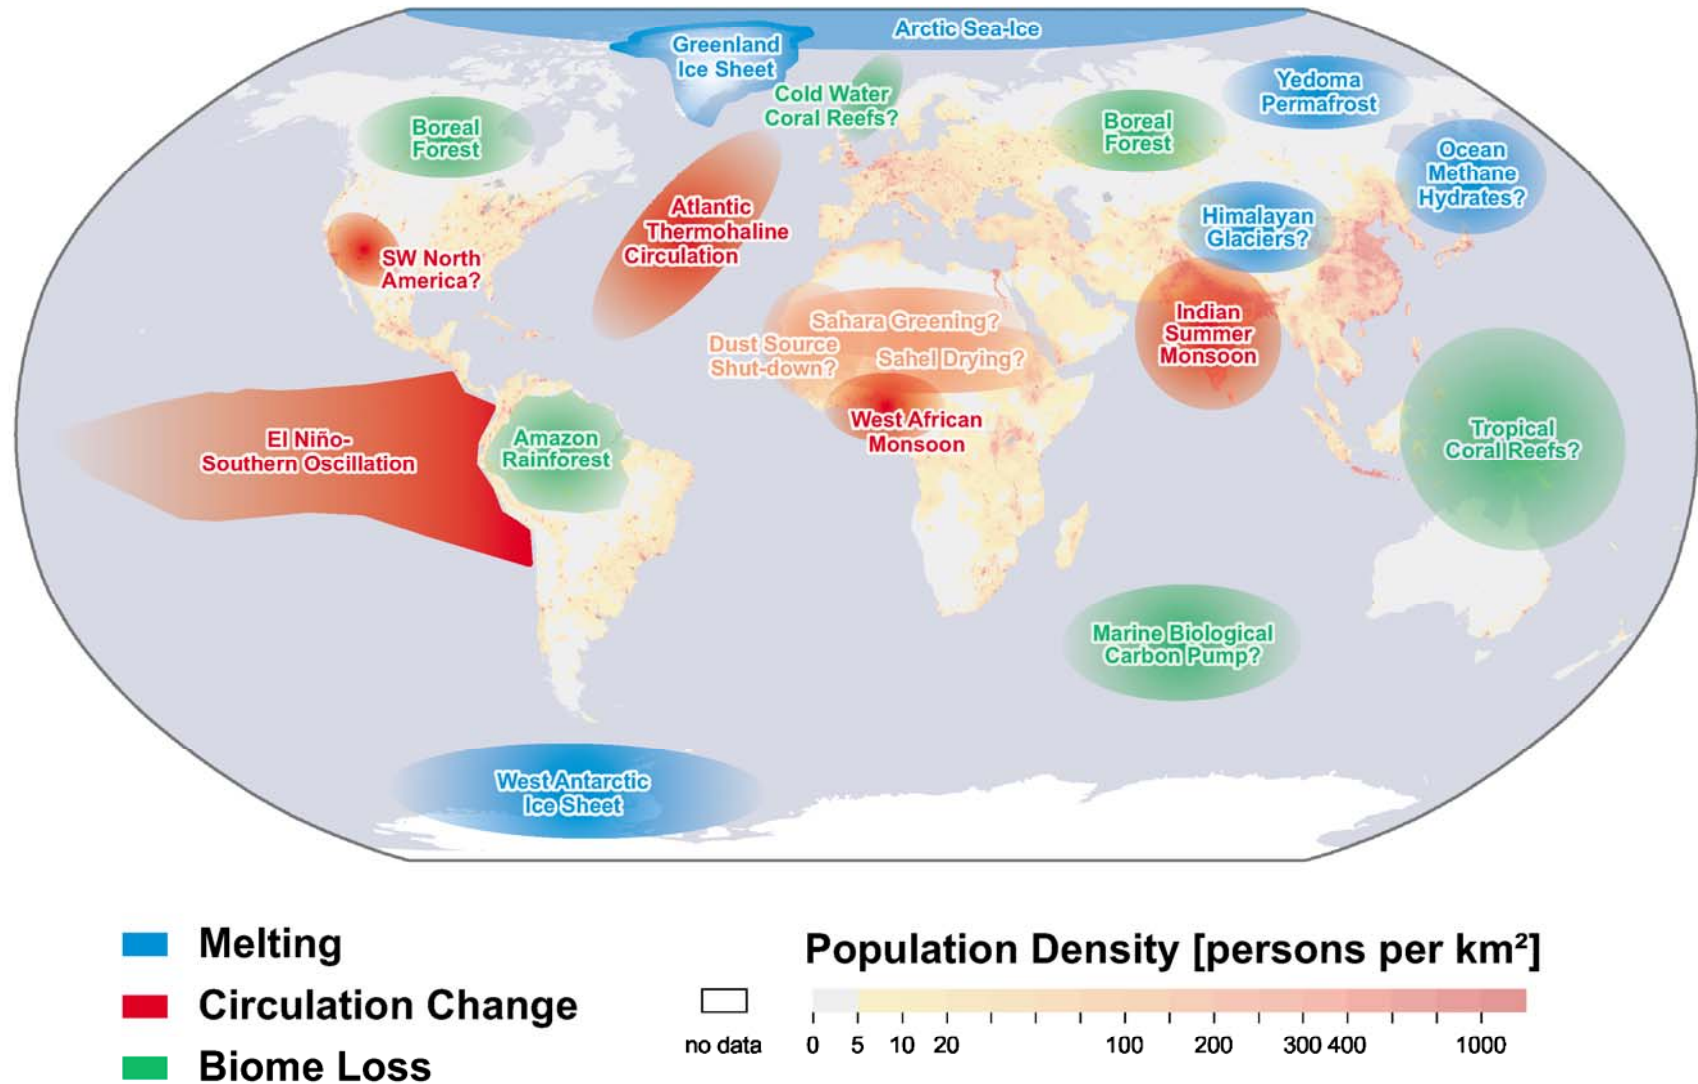 Arctic Sea-Ice
Greenland
Ice Sheet
Cold Water
Coral Reefs?
Yedoma
Permafrost
Boreal
Forest
Boreal
Forest
Ocean
Methane
Hydrates?
Atlantic
Thermohaline
Circulation
Himalayan
Glaciers?
SW North
America?
Indian
Summer
Monsoon
Sahara Greening?
Dust Source
Shut-down?
Sahel Drying?
West African
Monsoon
El Niño-
Southern Oscillation
Amazon
Rainforest
Tropical
Coral Reefs?
Marine Biological
Carbon Pump?
West Antarctic
Ice Sheet
Melting
Circulation Change
Biome Loss
Population Density [persons per km²]
no data
0 5 10 20 100 200 300 400 1000